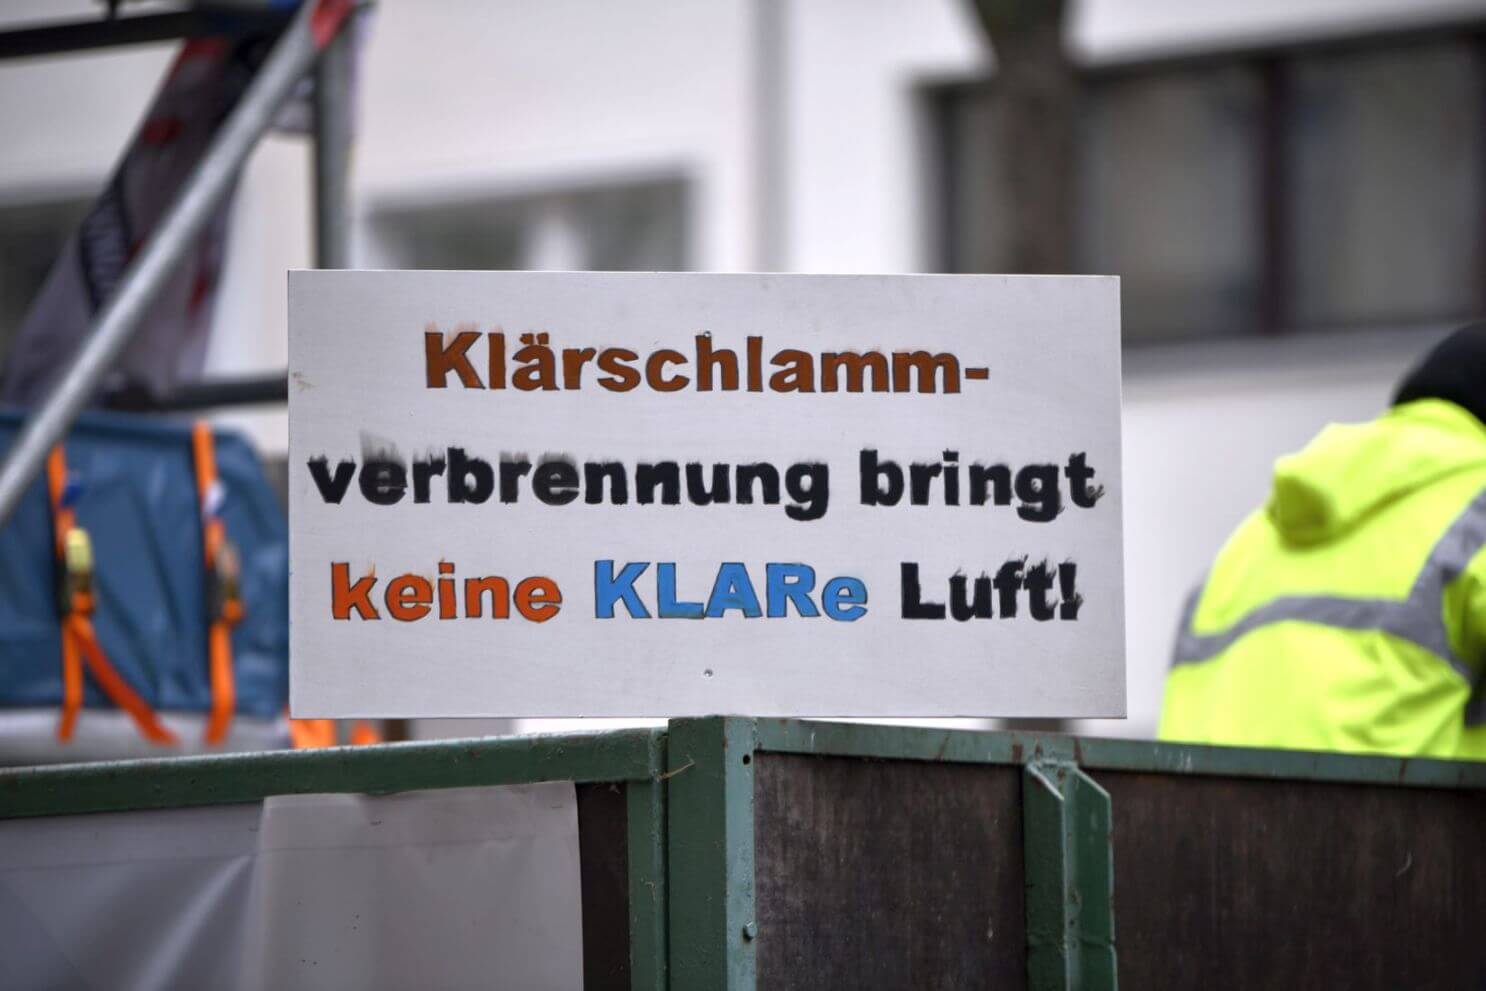 Klärschlamm-
verbrennung bringt
keine KLARe Luft!